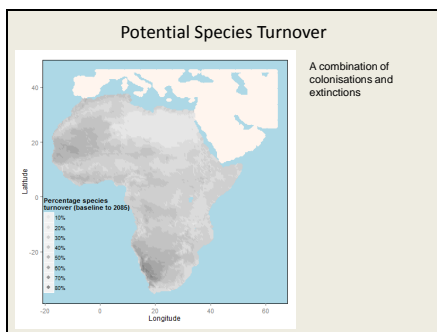 Potential Species Turnover
A combination of
colonisations and
extinctions
40
20
0
-20
Latitude
Percentage species
turnover (baseline to 2085)
10%
20%
30%
40%
50%
60%
70%
80%
-20
0
20
40
60
Longitude